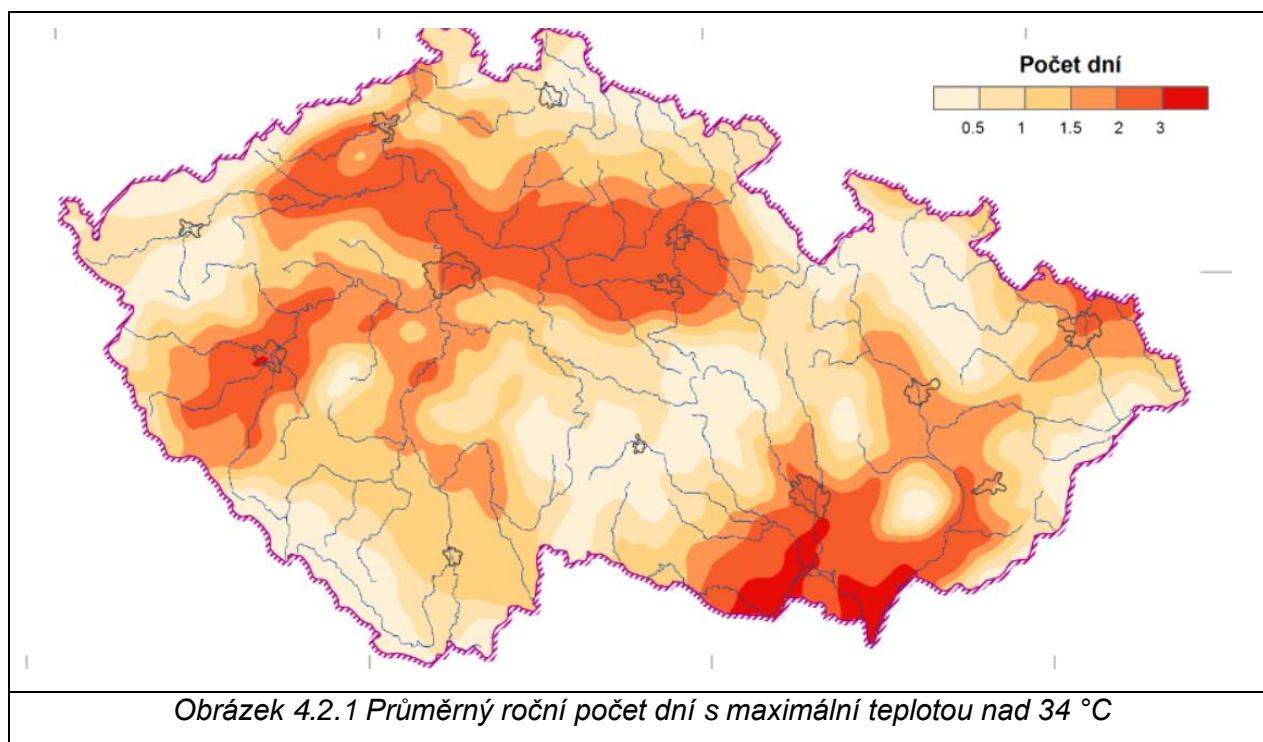 Počet dní
0.5 1 1.5 2 3
Obrázek 4.2.1 Průměrný roční počet dní s maximální teplotou nad 34 °C